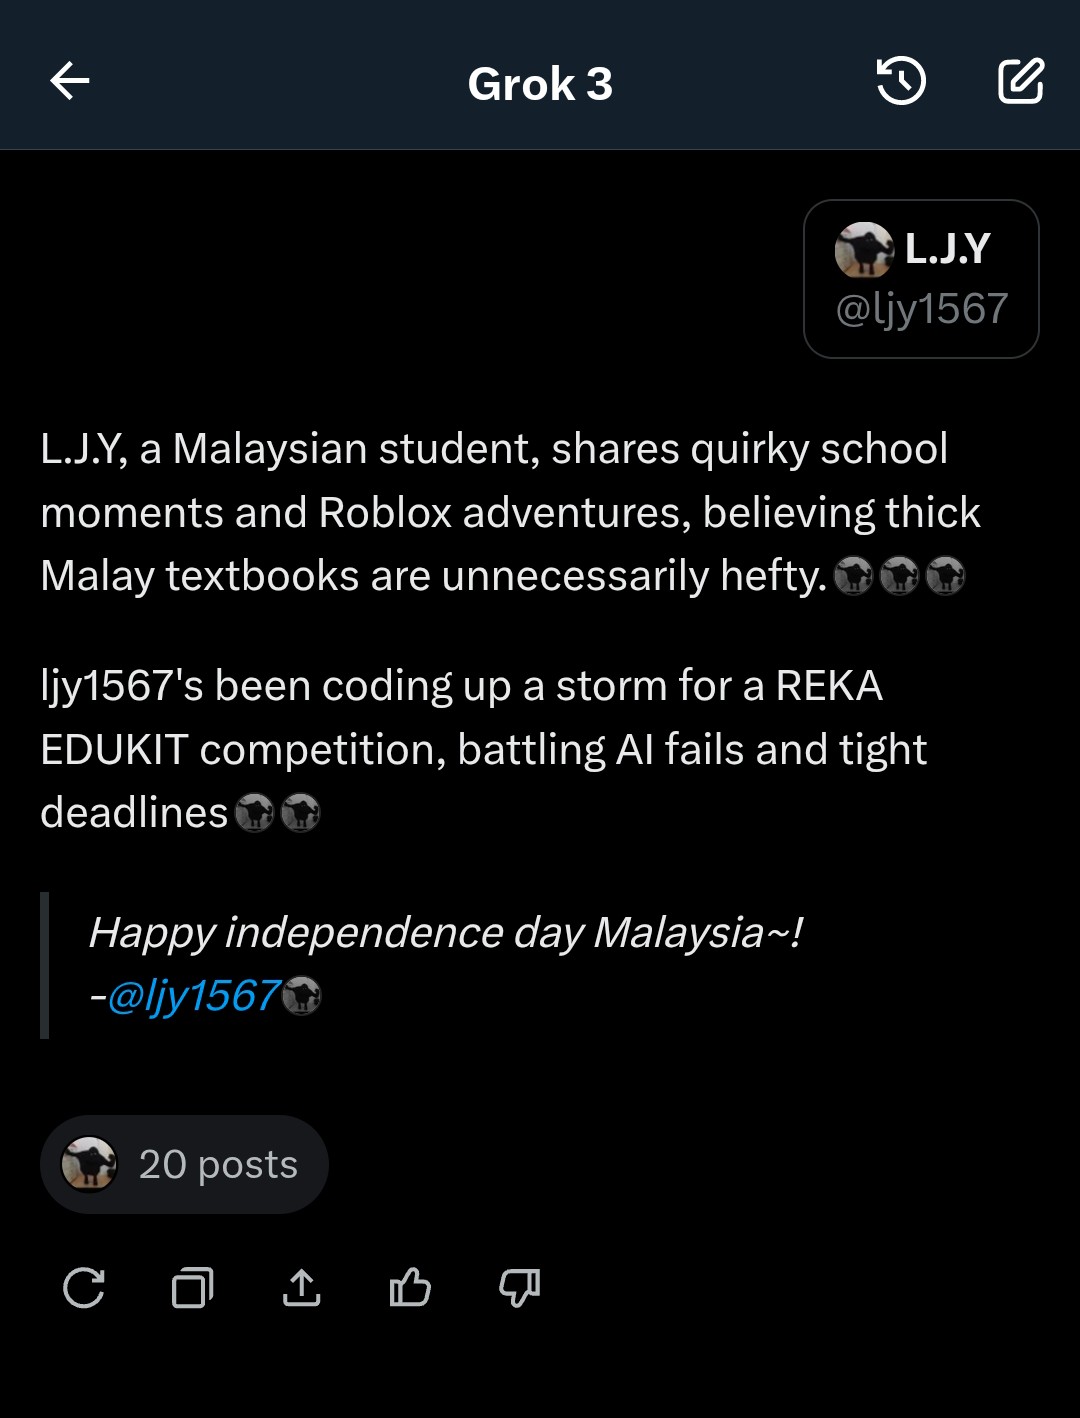 Grok 3
L.J.Y
@ljy1567
L.J.Y, a Malaysian student, shares quirky school
moments and Roblox adventures, believing thick
Malay textbooks are unnecessarily hefty.
ljy1567's been coding up a storm for a REKA
EDUKIT competition, battling AI fails and tight
deadlines
Happy independence day Malaysia~!
-@ljy1567
20 posts